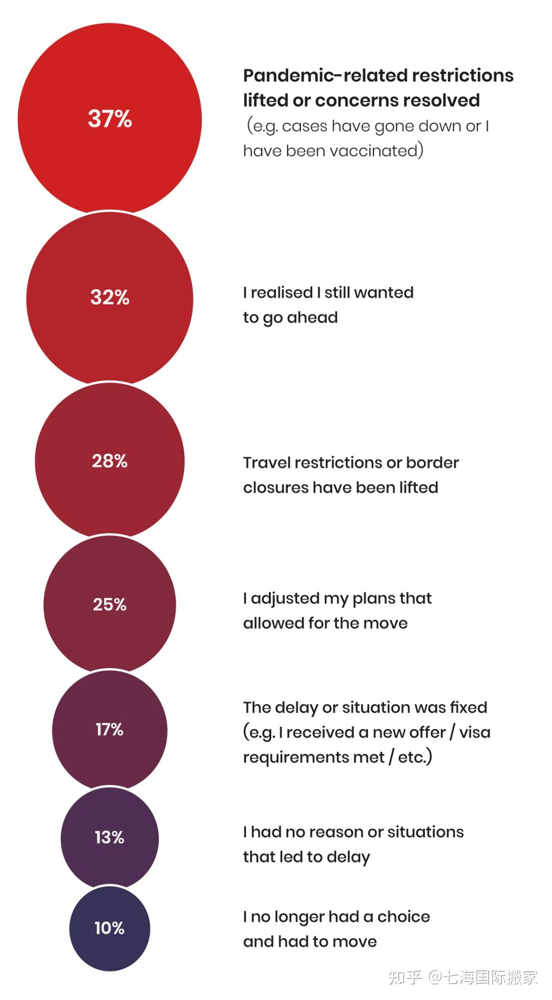 37%
Pandemic-related restrictions
lifted or concerns resolved
(e.g. cases have gone down or I
have been vaccinated)
32%
I realised I still wanted
to go ahead
28%
Travel restrictions or border
closures have been lifted
25%
I adjusted my plans that
allowed for the move
17%
The delay or situation was fixed
(e.g. I received a new offer / visa
requirements met / etc.)
13%
I had no reason or situations
that led to delay
10%
I no longer had a choice
and had to move
知乎 @七海国际搬家